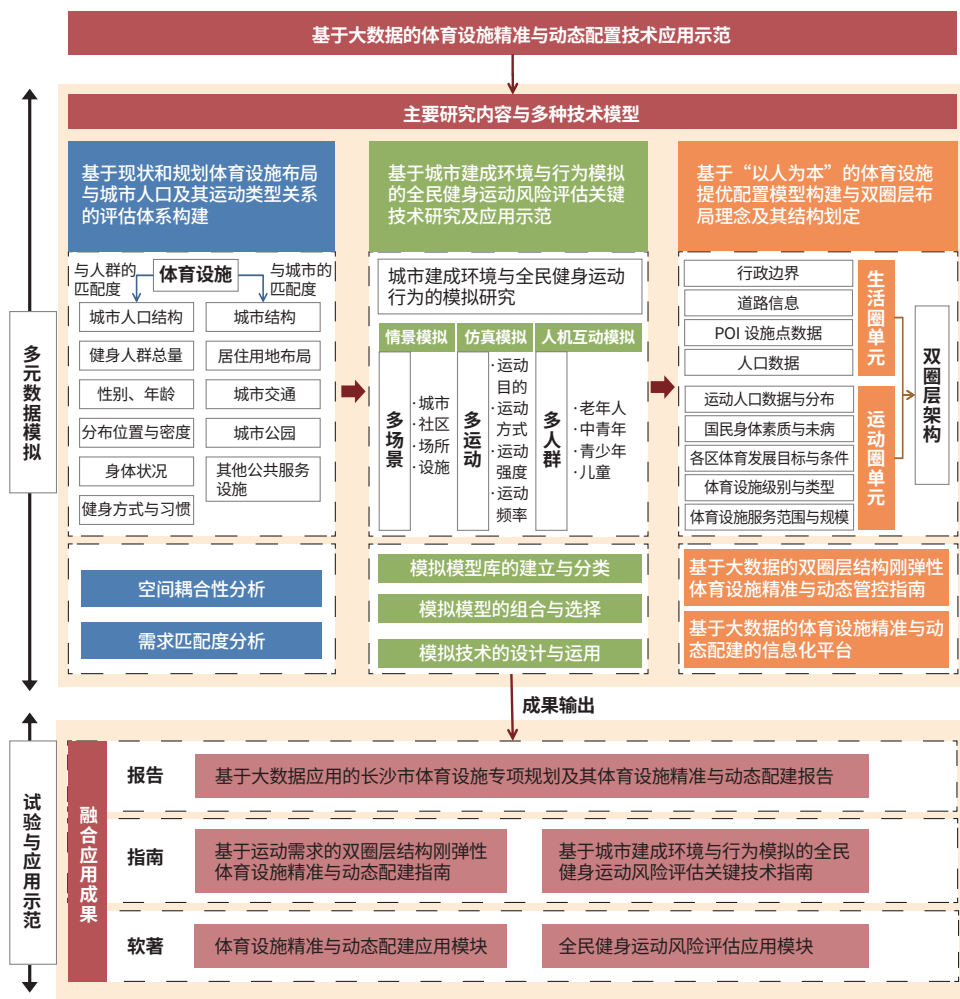 基于大数据的体育设施精准与动态配置技术应用示范
主要研究内容与多种技术模型
多元数据模拟
基于现状和规划体育设施布局
与城市人口及其运动类型关系
的评估体系构建
与人群的
匹配度
体育设施
与城市的
匹配度
城市人口结构
健身人群总量
性别、年龄
分布位置与密度
身体状况
健身方式与习惯
城市结构
居住用地布局
城市交通
城市公园
其他公共服务
设施
空间耦合性分析
需求匹配度分析
基于城市建成环境与行为模拟
的全民健身运动风险评估关键
技术研究及应用示范
城市建成环境与全民健身运动
行为的模拟研究
情景模拟
仿真模拟
人机互动模拟
多场景
·城市
·社区
·场所
·设施
多运动
·运动
目的
·运动
方式
·运动
强度
·运动
频率
多人群
·老年人
·中青年
·青少年
·儿童
模拟模型库的建立与分类
模拟模型的组合与选择
模拟技术的设计与运用
基于“以人为本”的体育设施
提优配置模型构建与双圈层布
局理念及其结构划定
行政边界
道路信息
POI 设施点数据
人口数据
生活圈单元
运动人口数据与分布
国民身体素质与未病
各区体育发展目标与条件
体育设施级别与类型
体育设施服务范围与规模
运动圈单元
双圈层架构
基于大数据的双圈层结构刚弹性
体育设施精准与动态管控指南
基于大数据的体育设施精准与动
态配建的信息化平台
成果输出
试验与应用示范
融合应用成果
报告
基于大数据应用的长沙市体育设施专项规划及其体育设施精准与动态配建报告
指南
基于运动需求的双圈层结构刚弹性
体育设施精准与动态配建指南
基于城市建成环境与行为模拟的全民
健身运动风险评估关键技术指南
软著
体育设施精准与动态配建应用模块
全民健身运动风险评估应用模块